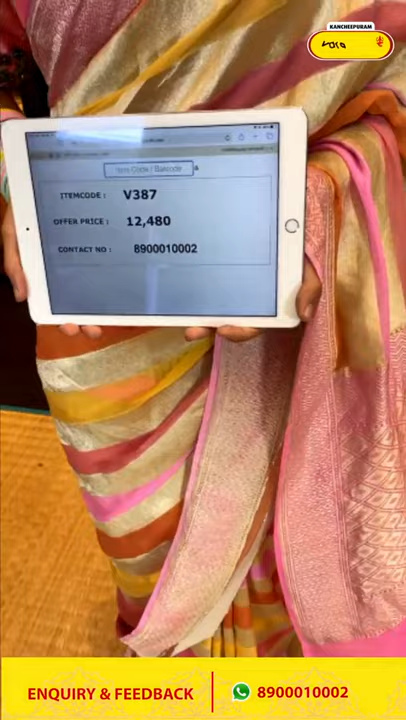 KANCHEEPURAM
Item Code / Barcode
ITEMCODE : V387
OFFER PRICE : 12,480
CONTACT NO : 8900010002
ENQUIRY & FEEDBACK
8900010002